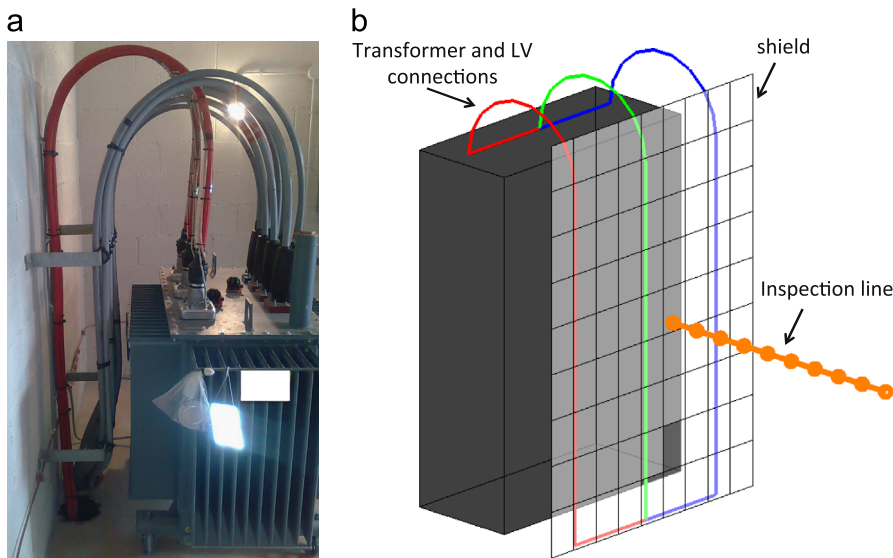 a
b
Transformer and LV
connections
shield
Inspection line